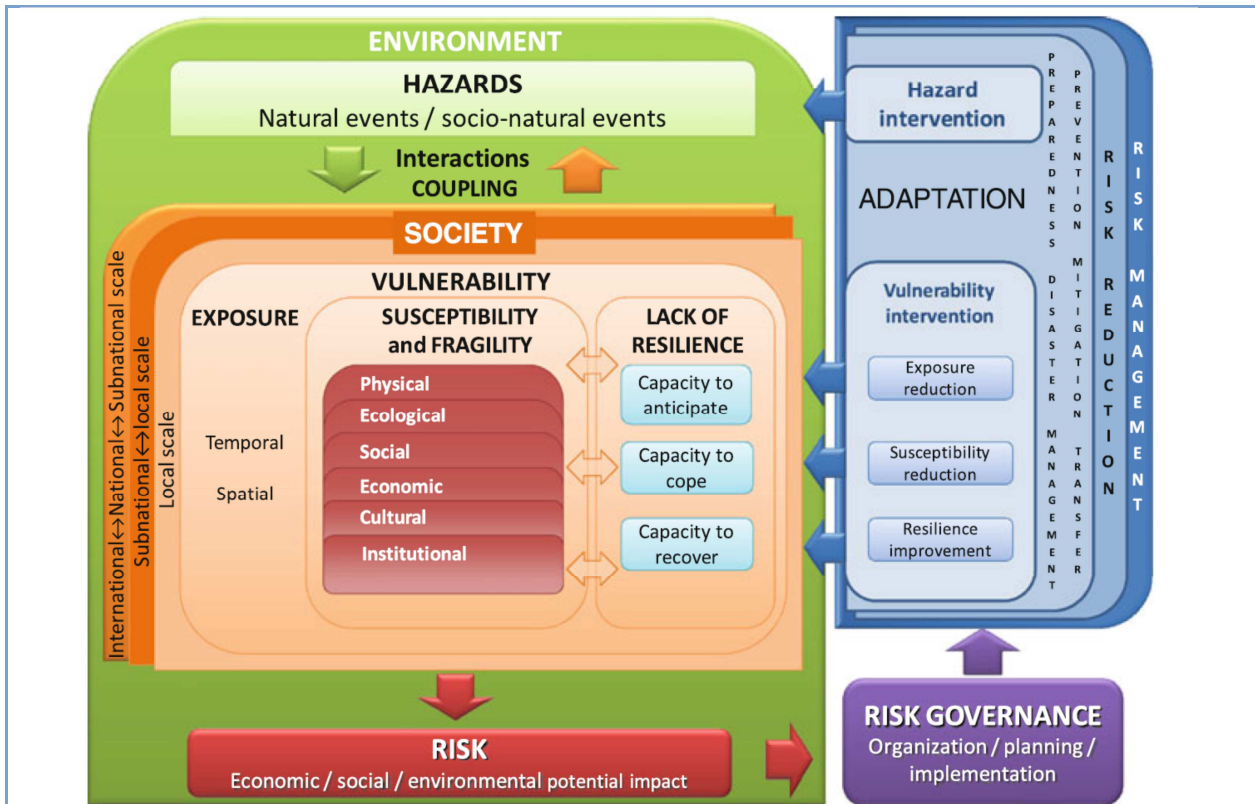 ENVIRONMENT
HAZARDS
Natural events / socio-natural events
Interactions
COUPLING
SOCIETY
International↔National↔Subnational scale
Subnational↔local scale
Local scale
VULNERABILITY
EXPOSURE
Temporal
Spatial
SUSCEPTIBILITY
and FRAGILITY
Physical
Ecological
Social
Economic
Cultural
Institutional
LACK OF
RESILIENCE
Capacity to
anticipate
Capacity to
cope
Capacity to
recover
RISK
Economic / social / environmental potential impact
Hazard
intervention
ADAPTATION
Vulnerability
intervention
Exposure
reduction
Susceptibility
reduction
Resilience
improvement
PREPAREDNESS DISASTER MANAGEMENT
PREVENTION MITIGATION TRANSFER
RISK REDUCTION
RISK MANAGEMENT
RISK GOVERNANCE
Organization / planning /
implementation